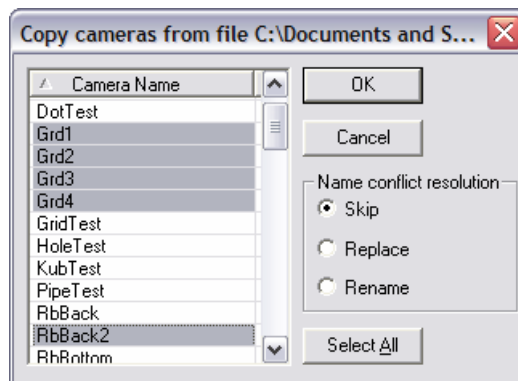 Copy cameras from file C:\Documents and S...
Camera Name
DotTest
Grd1
Grd2
Grd3
Grd4
GridTest
HoleTest
KubTest
PipeTest
RbBack
RbBack2
RbBottom
OK
Cancel
Name conflict resolution
Skip
Replace
Rename
Select All